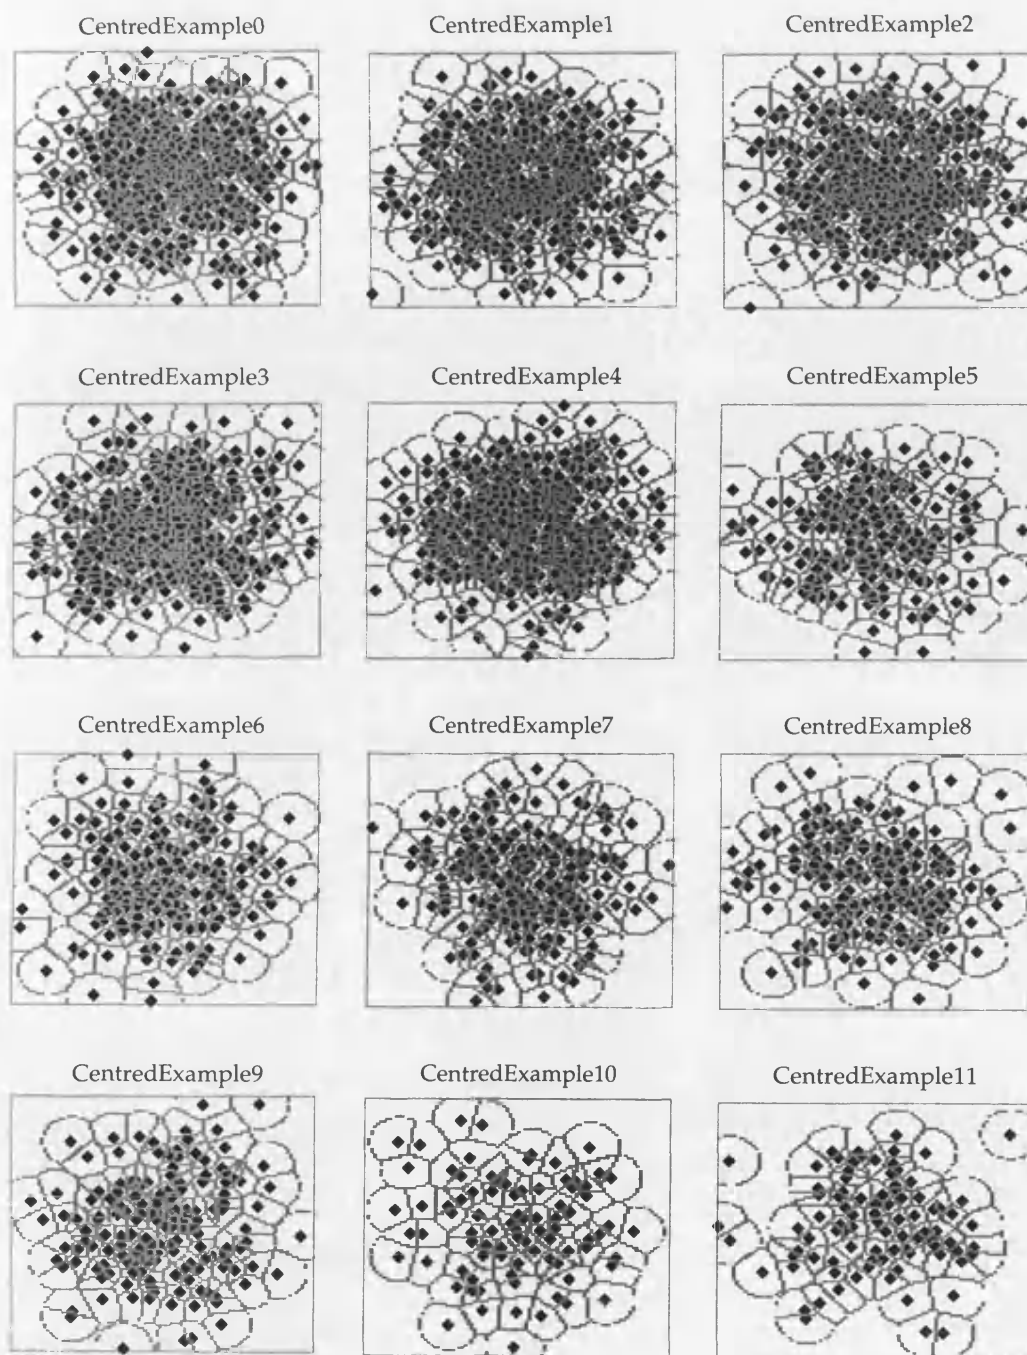 CentredExample0
CentredExample1
CentredExample2
CentredExample3
CentredExample4
CentredExample5
CentredExample6
CentredExample7
CentredExample8
CentredExample9
CentredExample10
CentredExample11